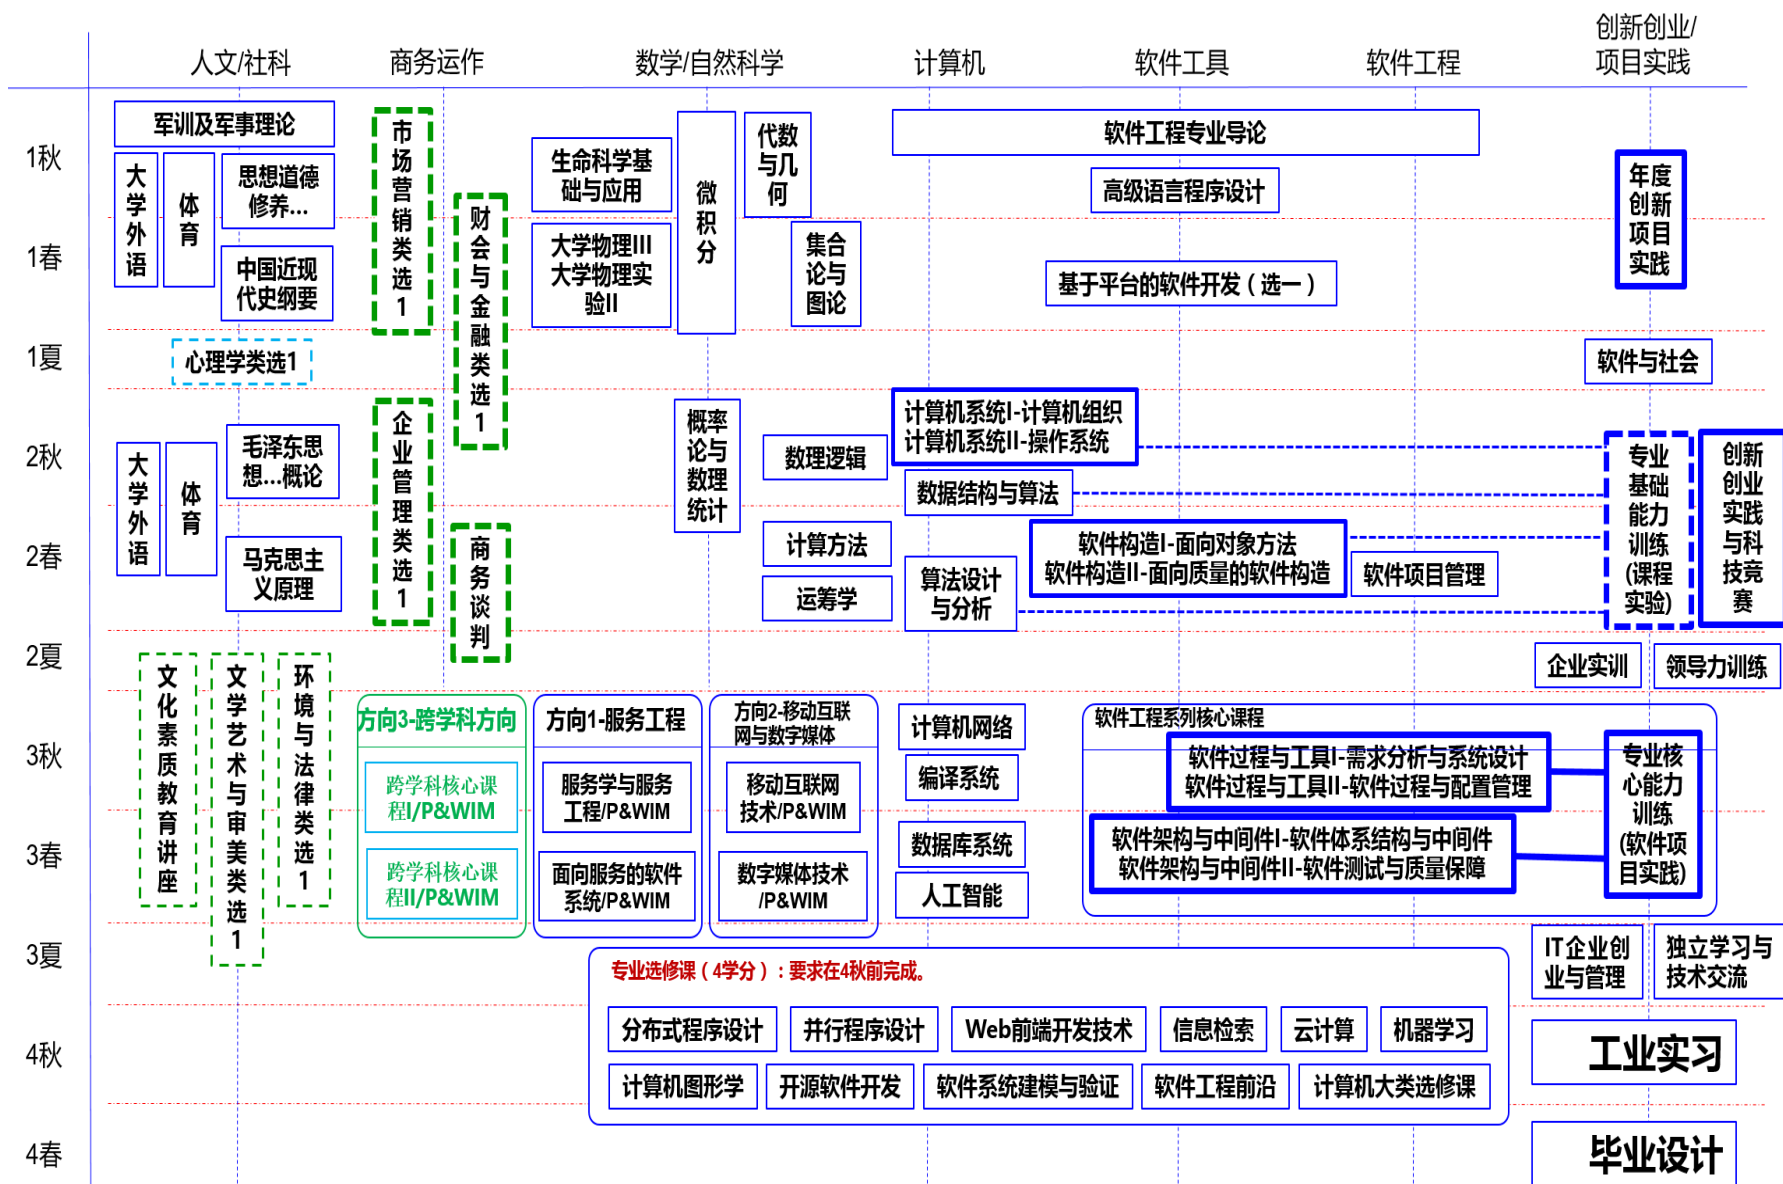 人文/社科
商务运作
数学/自然科学
计算机
软件工具
软件工程
创新创业/
项目实践
1秋
军训及军事理论
大学外语
体育
思想道德
修养...
市场营销类选1
财会与金融类选1
生命科学基
础与应用
微积分
代数
与几
何
软件工程专业导论
高级语言程序设计
年度
创新
项目
实践
1春
中国近现
代史纲要
大学物理III
大学物理实
验II
集合
论与
图论
基于平台的软件开发（选一）
1夏
心理学类选1
软件与社会
2秋
大学外语
体育
毛泽东思
想...概论
企业管理类选1
概率
论与
数理
统计
数理逻辑
计算机系统I-计算机组织
计算机系统II-操作系统
数据结构与算法
专业
基础
能力
训练
(课程
实验)
创新
创业
实践
与科
技竞
赛
2春
马克思主
义原理
商务谈判
计算方法
运筹学
算法设计
与分析
软件构造I-面向对象方法
软件构造II-面向质量的软件构造
软件项目管理
2夏
企业实训
领导力训练
文化素质教育讲座
文学艺术与审美类选1
环境与法律类选1
3秋
方向3-跨学科方向
跨学科核心课
程I/P&WIM
跨学科核心课
程II/P&WIM
方向1-服务工程
服务学与服务
工程/P&WIM
面向服务的软件
系统/P&WIM
方向2-移动互联
网与数字媒体
移动互联网
技术/P&WIM
数字媒体技术
/P&WIM
计算机网络
编译系统
软件工程系列核心课程
软件过程与工具I-需求分析与系统设计
软件过程与工具II-软件过程与配置管理
专业核
心能力
训练
(软件项
目实践)
3春
数据库系统
人工智能
软件架构与中间件I-软件体系结构与中间件
软件架构与中间件II-软件测试与质量保障
3夏
IT企业创
业与管理
独立学习与
技术交流
专业选修课（4学分）：要求在4秋前完成。
4秋
分布式程序设计
并行程序设计
Web前端开发技术
信息检索
云计算
机器学习
工业实习
计算机图形学
开源软件开发
软件系统建模与验证
软件工程前沿
计算机大类选修课
4春
毕业设计